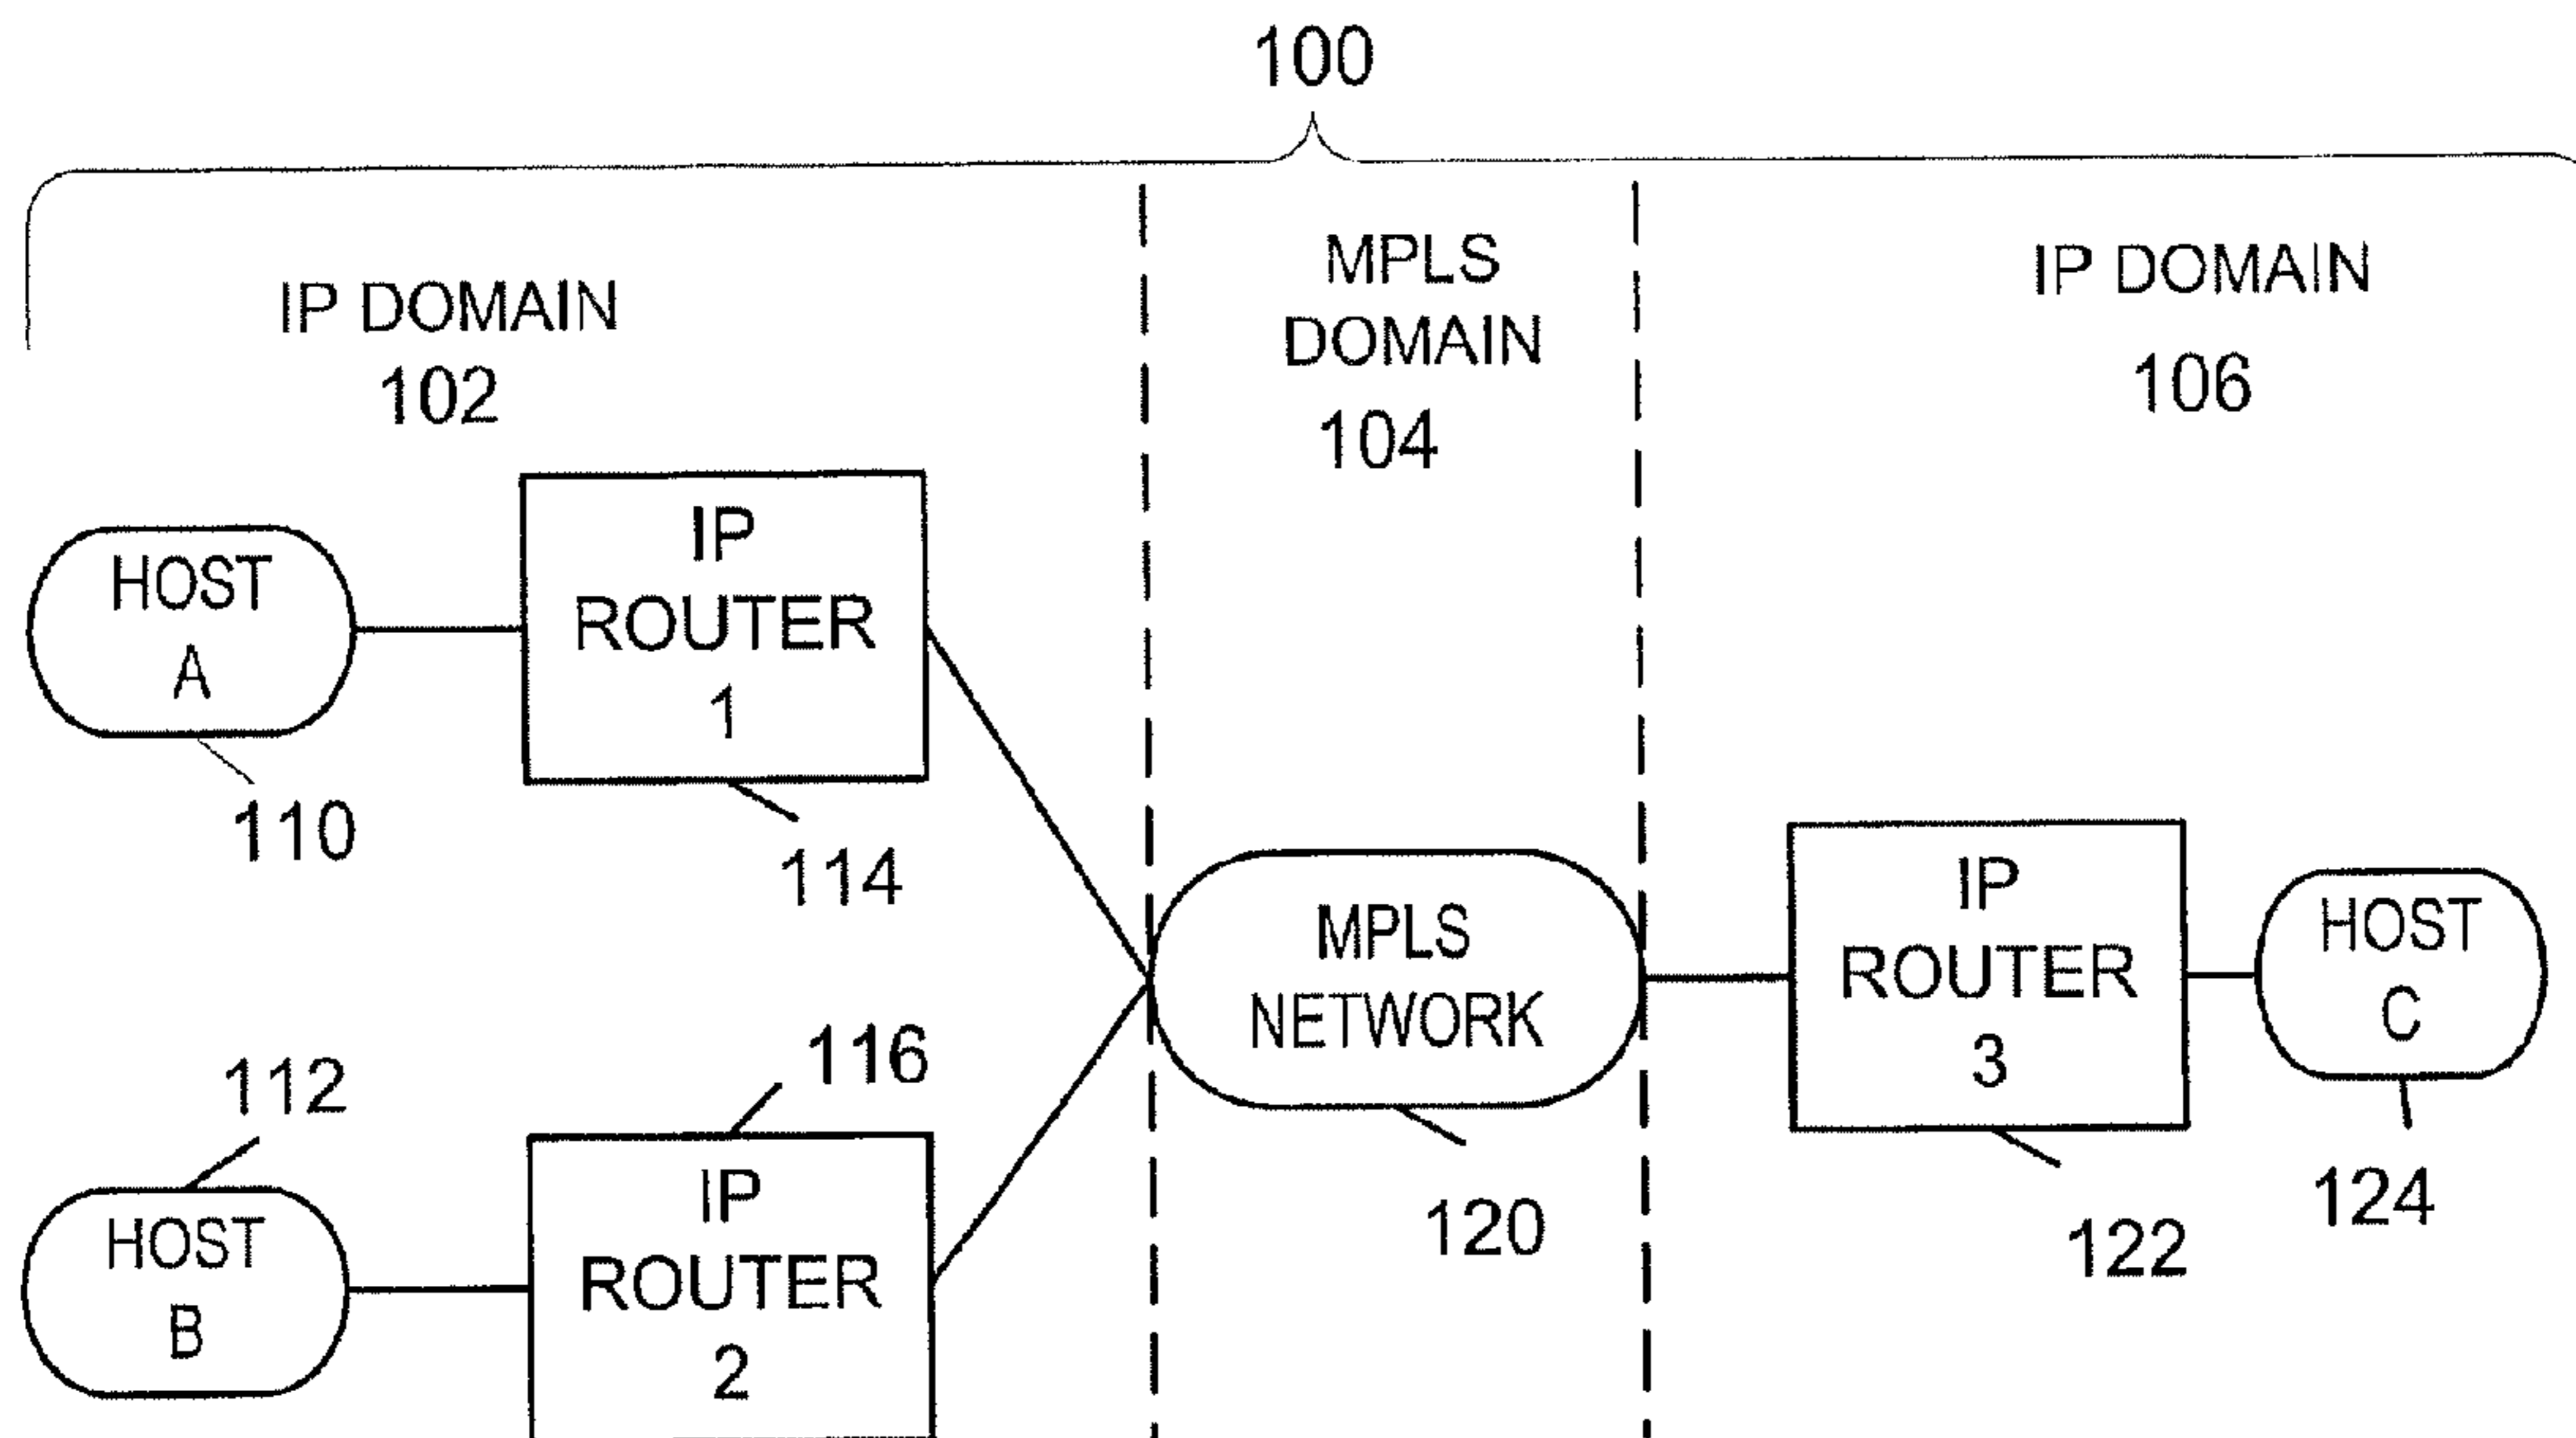 100
IP DOMAIN
102
MPLS
DOMAIN
104
IP DOMAIN
106
HOST
A
110
IP
ROUTER
1
114
HOST
B
112
IP
ROUTER
2
116
MPLS
NETWORK
120
IP
ROUTER
3
122
HOST
C
124